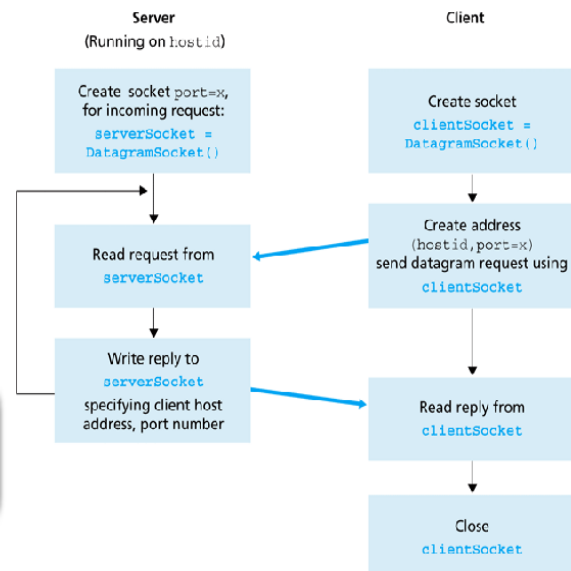 Server
(Running on hostid)
Create socket port=x,
for incoming request:
serverSocket =
DatagramSocket()
Read request from
serverSocket
Write reply to
serverSocket
specifying client host
address, port number
Client
Create socket
clientSocket =
DatagramSocket()
Create address
(hostid,port=x)
send datagram request using
clientSocket
Read reply from
clientSocket
Close
clientSocket